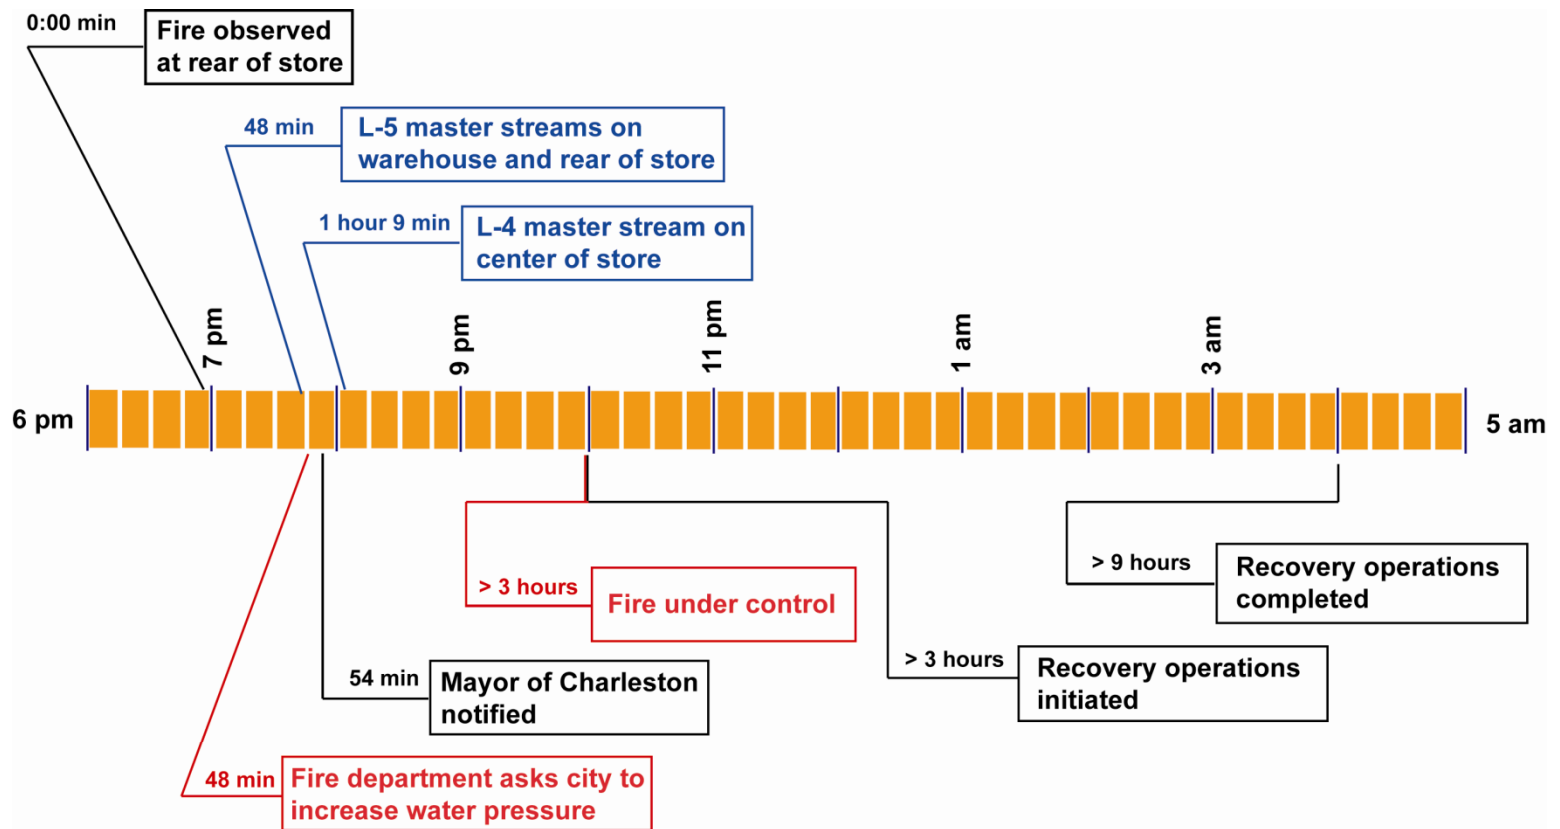 0:00 min
Fire observed
at rear of store
48 min
L-5 master streams on
warehouse and rear of store
1 hour 9 min
L-4 master stream on
center of store
7 pm
9 pm
11 pm
1 am
3 am
6 pm
5 am
> 9 hours
Recovery operations
completed
> 3 hours
Fire under control
> 3 hours
Recovery operations
initiated
54 min
Mayor of Charleston
notified
48 min
Fire department asks city to
increase water pressure